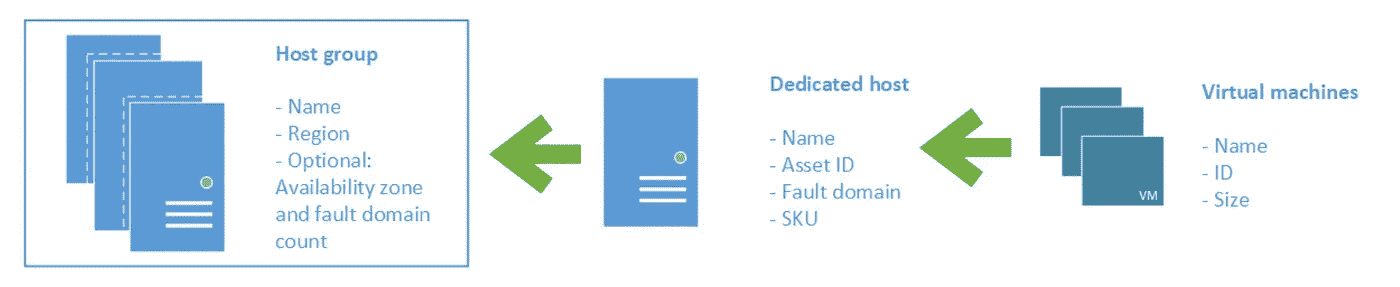 Host group
- Name
- Region
- Optional:
Availability zone
and fault domain
count
Dedicated host
- Name
- Asset ID
- Fault domain
- SKU
Virtual machines
- Name
- ID
- Size
VM